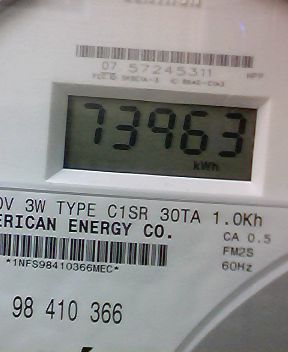 07 57245311
73963
kWh
0V 3W TYPE C1SR 30TA 1.0Kh
ERICAN ENERGY CO.
CA 0.5
FM2S
*1NFS98410366MEC*
60Hz
98 410 366